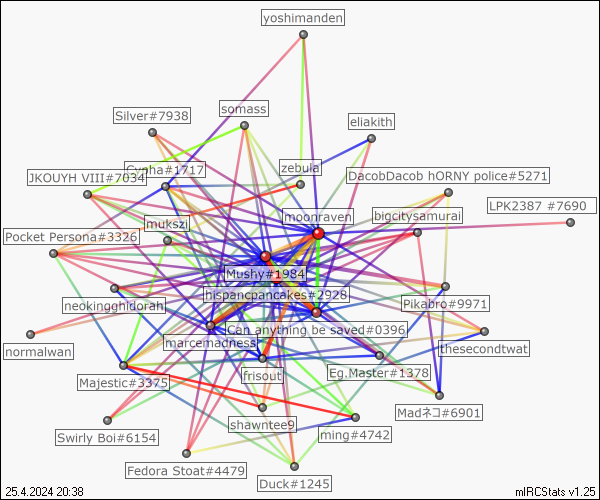 yoshimanden
Silver#7938
somass
eliakith
Cypha#1717
zebula
JKOUYH VIII#7034
DacobDacob hORNY police#5271
LPK2387 #7690
moonraven
bigcitysamurai
mukszi
Pocket Persona#3326
Mushy#1984
hispancpancakes#2928
neokingghidorah
Pikabro#9971
Can anything be saved#0396
marcemadness
normalwan
thesecondtwat
frisout
Eg.Master#1378
Majestic#3375
Madネコ#6901
shawntee9
Swirly Boi#6154
ming#4742
Fedora Stoat#4479
Duck#1245
25.4.2024 20:38
mIRCStats v1.25